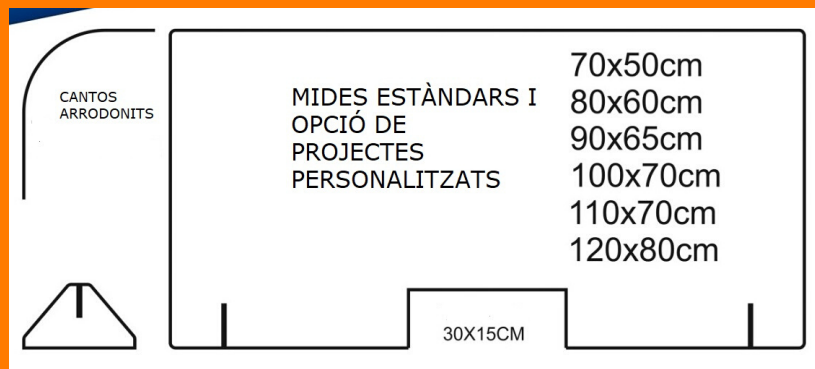 CANTOS
ARRODONITS
MIDES ESTÀNDARS I
OPCIÓ DE
PROJECTES
PERSONALITZATS
70x50cm
80x60cm
90x65cm
100x70cm
110x70cm
120x80cm
30X15CM